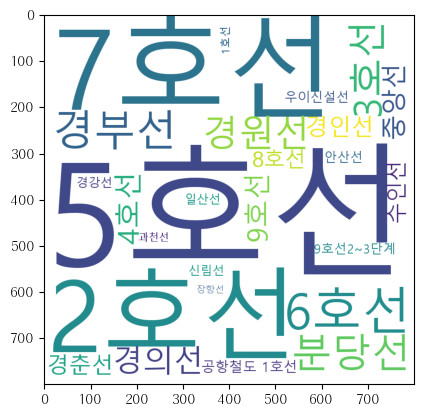 7호선
1호선
우이신설선
3호선
중앙선
경부선
경원선
경인선
8호선
안산선
5호선
경강선
4호선
일산선
9호선
수인선
과천선
9호선2~3단계
신림선
장항선
2호선
6호선
경춘선
경의선
공항철도 1호선
분당선
0
100
200
300
400
500
600
700
0 100 200 300 400 500 600 700